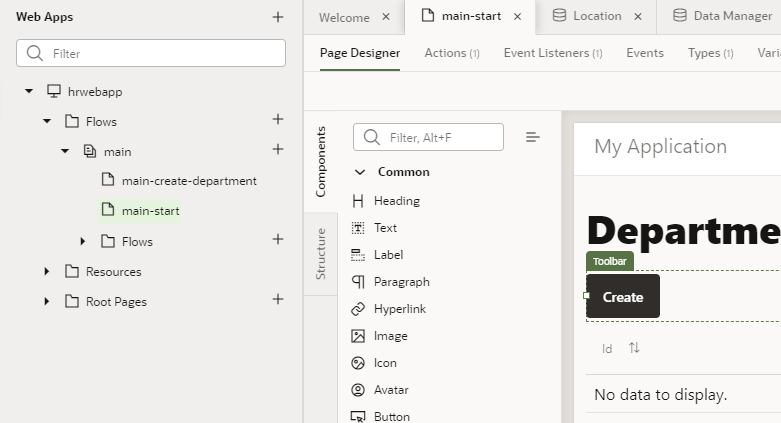 Web Apps
Filter
hrwebapp
Flows
main
main-create-department
main-start
Flows
Resources
Root Pages
Welcome
main-start
Location
Data Manager
Page Designer
Actions (1)
Event Listeners (1)
Events
Types (1)
Vari
Components
Structure
Filter, Alt+F
Common
Heading
Text
Label
Paragraph
Hyperlink
Image
Icon
Avatar
Button
My Application
Departme
Toolbar
Create
Id
No data to display.